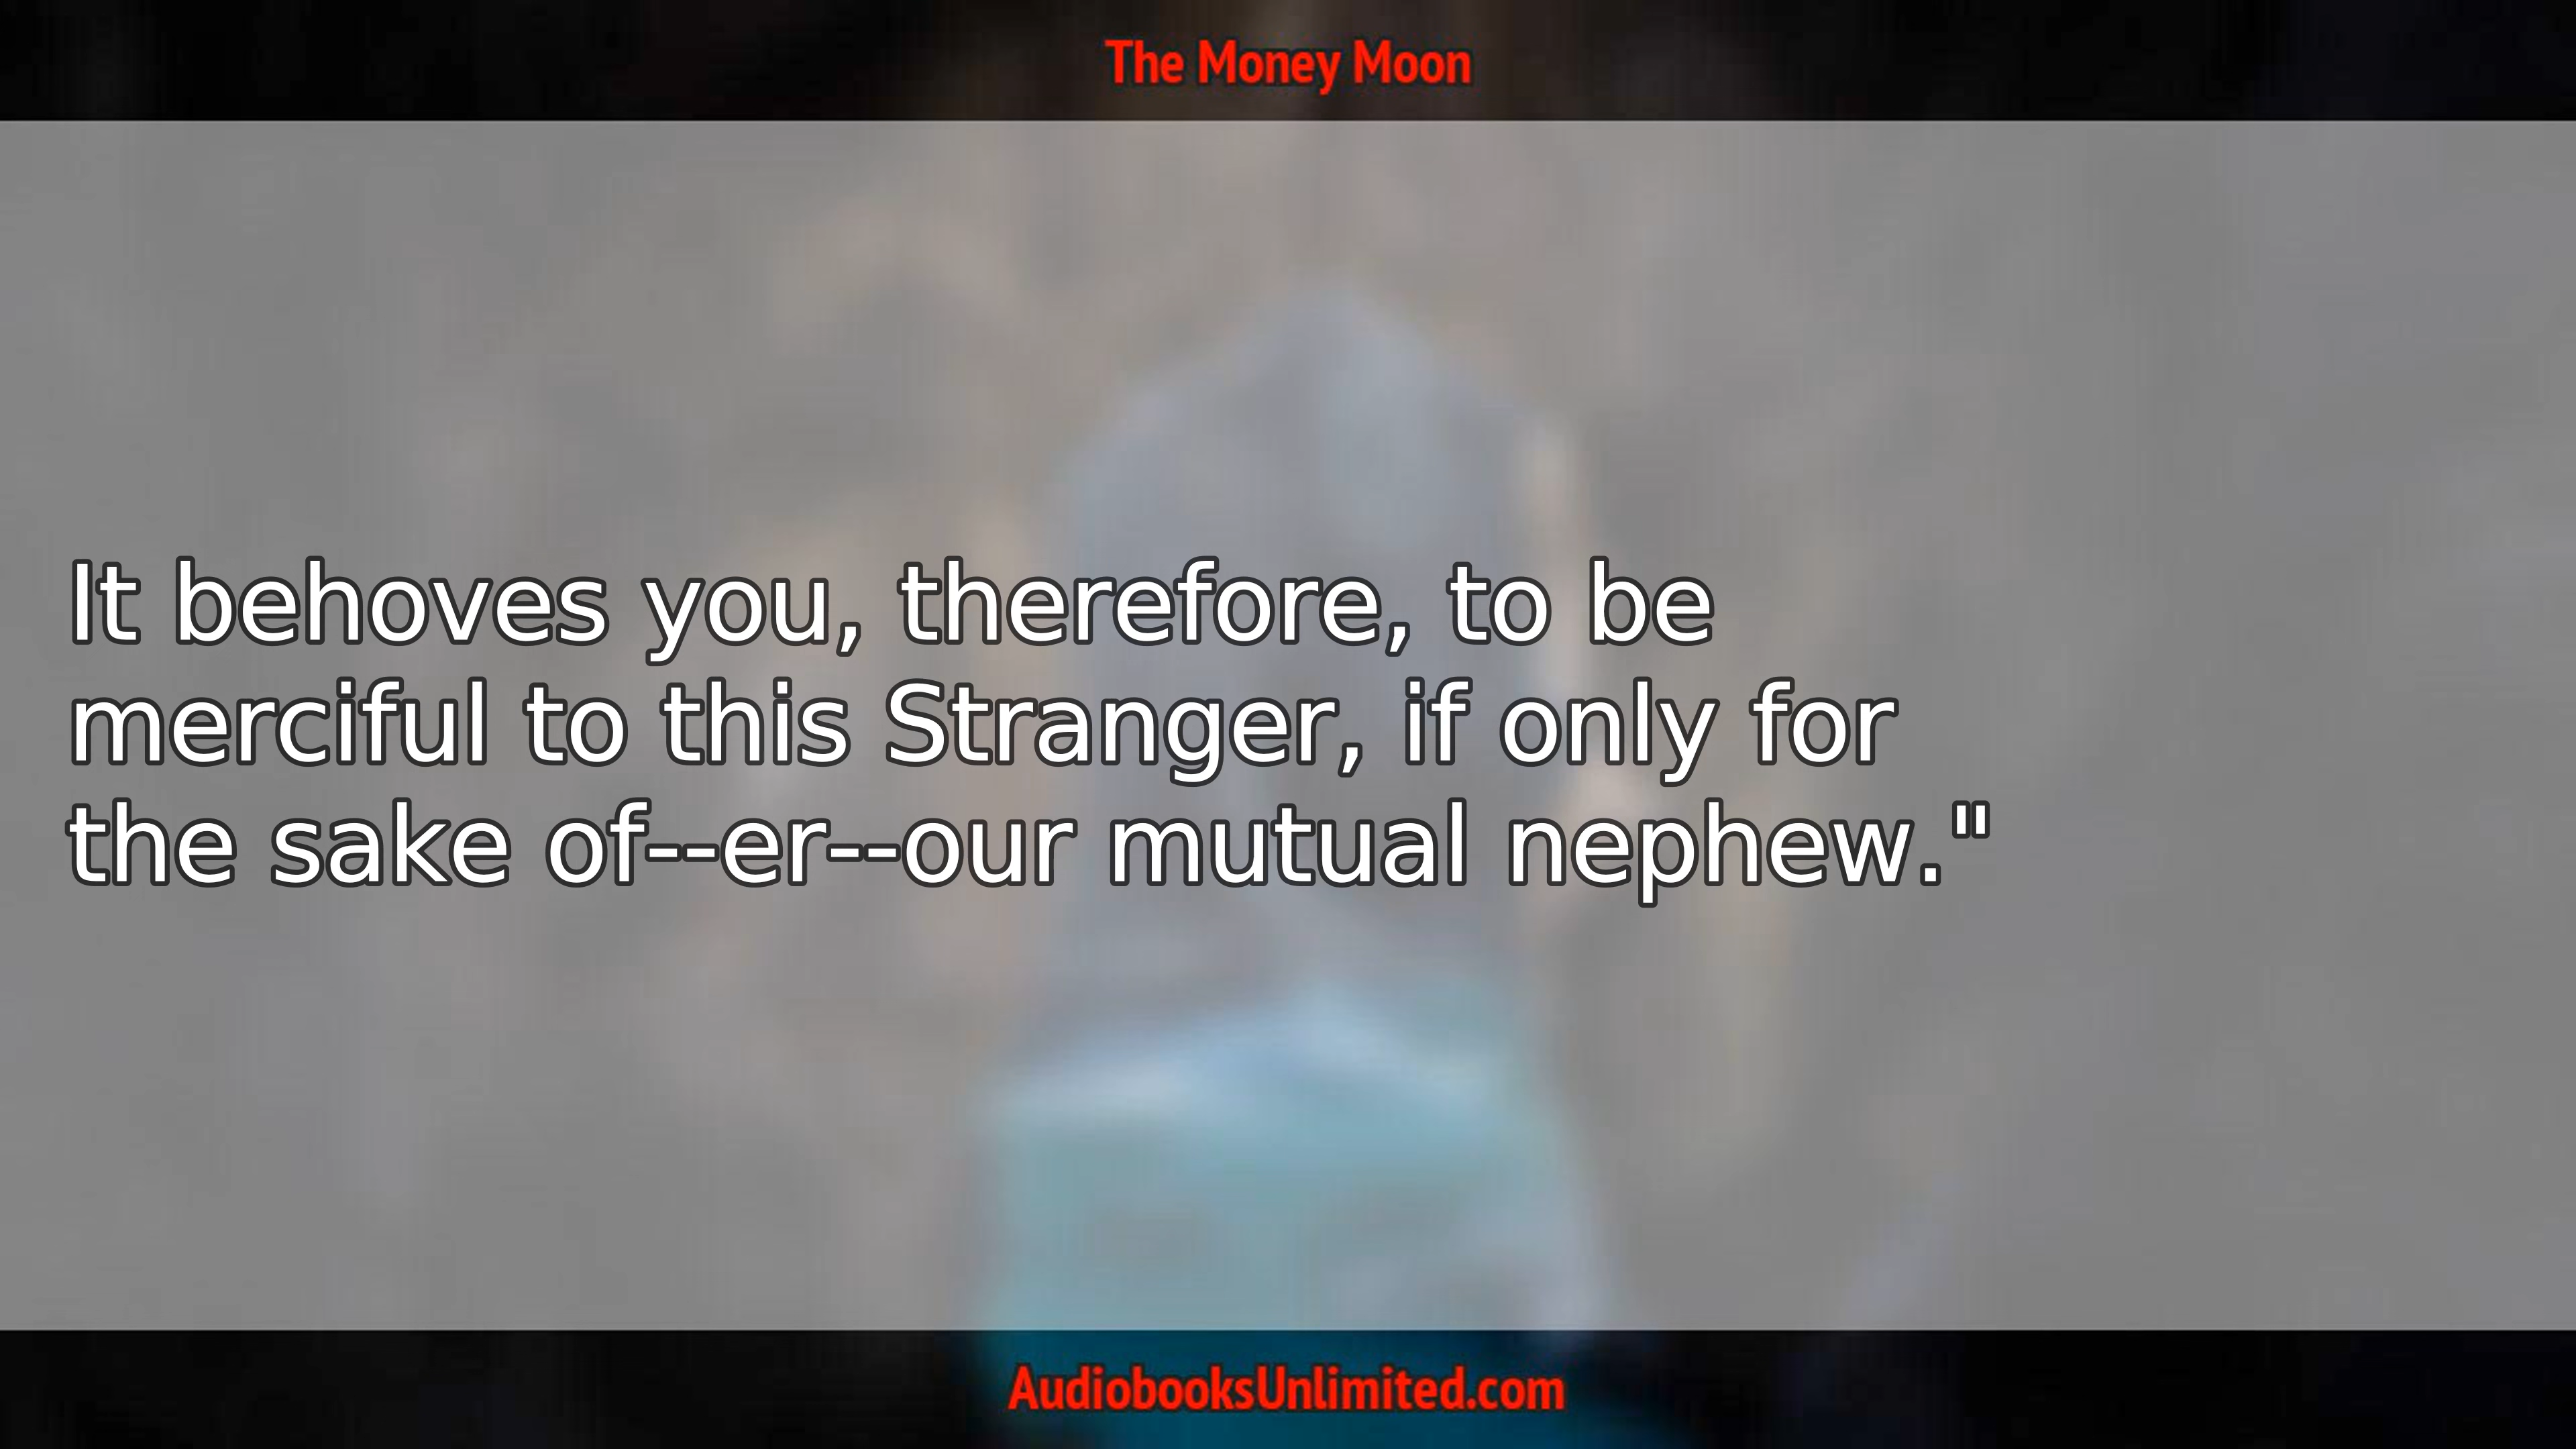 The Money Moon
It behoves you, therefore, to be
merciful to this Stranger, if only for
the sake of--er--our mutual nephew."
AudiobooksUnlimited.com